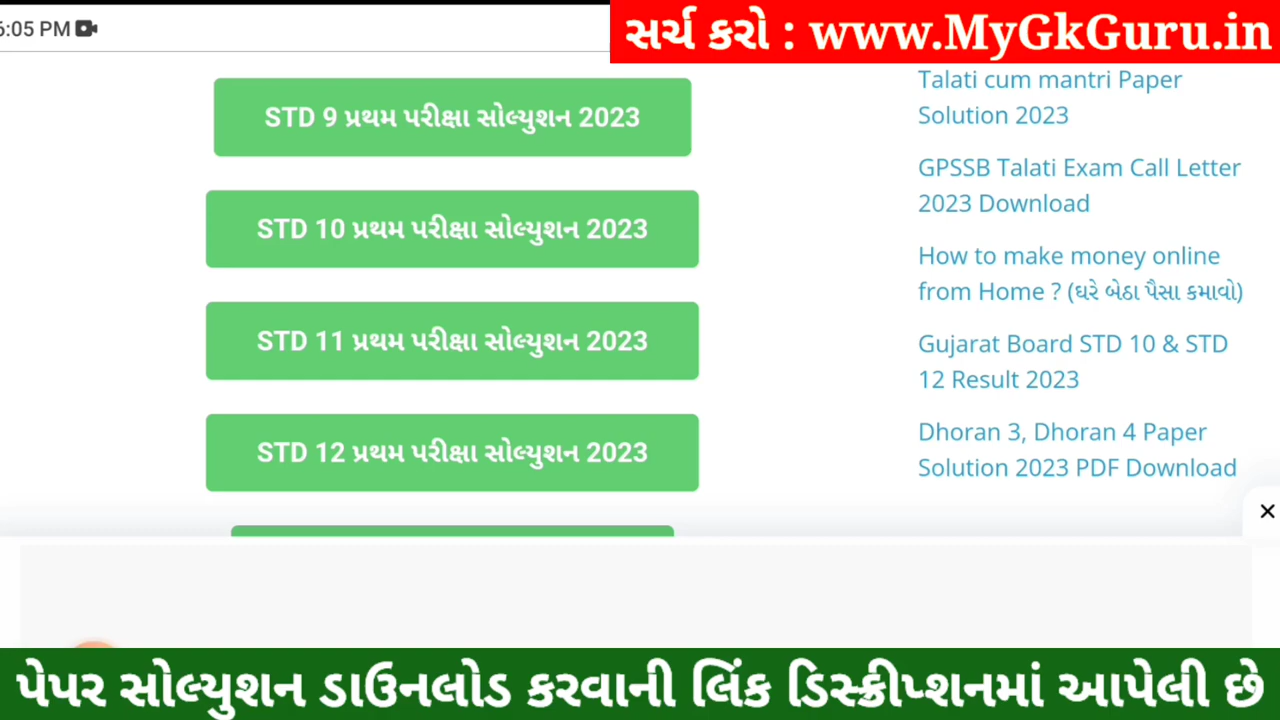 6:05 PM
સર્ચ કરો : www.MyGkGuru.in
STD 9 પ્રથમ પરીક્ષા સોલ્યુશન 2023
STD 10 પ્રથમ પરીક્ષા સોલ્યુશન 2023
STD 11 પ્રથમ પરીક્ષા સોલ્યુશન 2023
STD 12 પ્રથમ પરીક્ષા સોલ્યુશન 2023
Talati cum mantri Paper
Solution 2023
GPSSB Talati Exam Call Letter
2023 Download
How to make money online
from Home ? (ઘરે બેઠા પૈસા કમાવો)
Gujarat Board STD 10 & STD
12 Result 2023
Dhoran 3, Dhoran 4 Paper
Solution 2023 PDF Download
પેપર સોલ્યુશન ડાઉનલોડ કરવાની લિંક ડિસ્ક્રીપ્શનમાં આપેલી છે